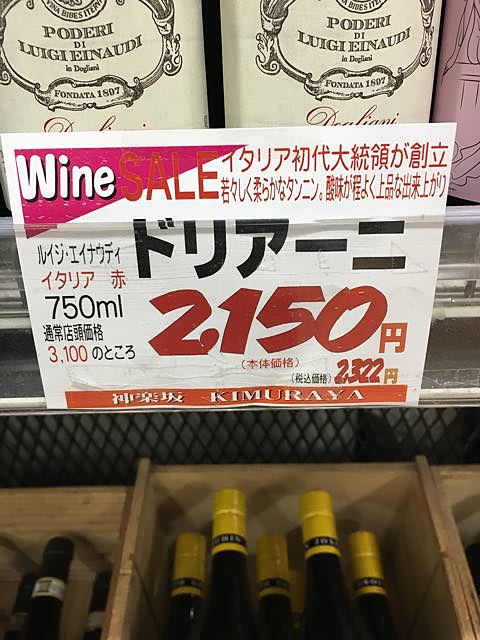 PODERI
DI
LUIGI EINAUDI
in Dogliani
FONDATA 1897
Dogliani
PODERI
DI
LUIGI EINAUDI
in Dogliani
FONDATA 1897
Dogliani
Wine SALE
イタリア初代大統領が創立
若々しく柔らかなタンニン。酸味が程よく上品な出来上がり
ルイジ・エイナウディ
ドリアーニ
イタリア 赤
750ml
通常店頭価格
3,100 のところ
2,150円
(本体価格)
(税込価格) 2,322円
神楽坂 KIMURAYA